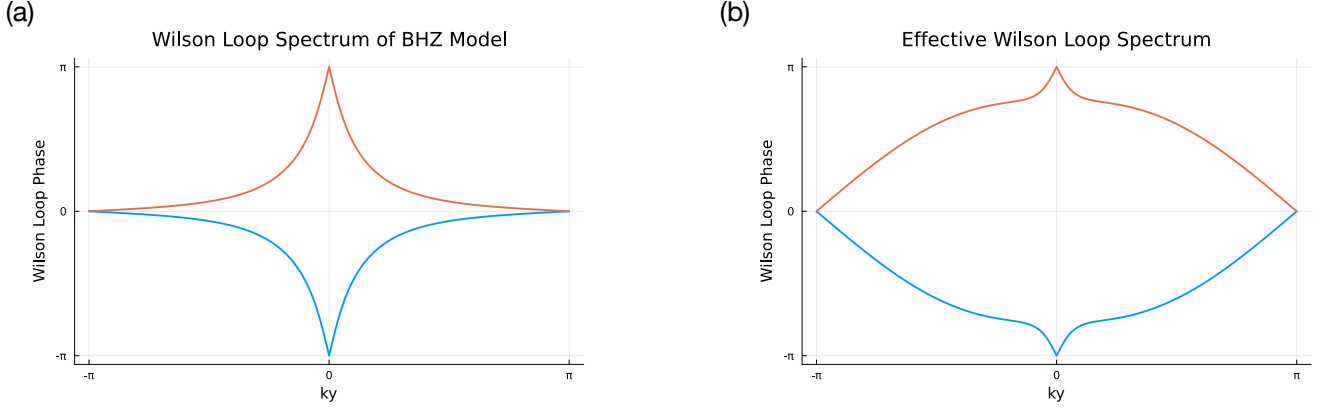 (a)
Wilson Loop Spectrum of BHZ Model
π
0
-π
Wilson Loop Phase
-π
0
π
ky
(b)
Effective Wilson Loop Spectrum
π
0
-π
Wilson Loop Phase
-π
0
π
ky